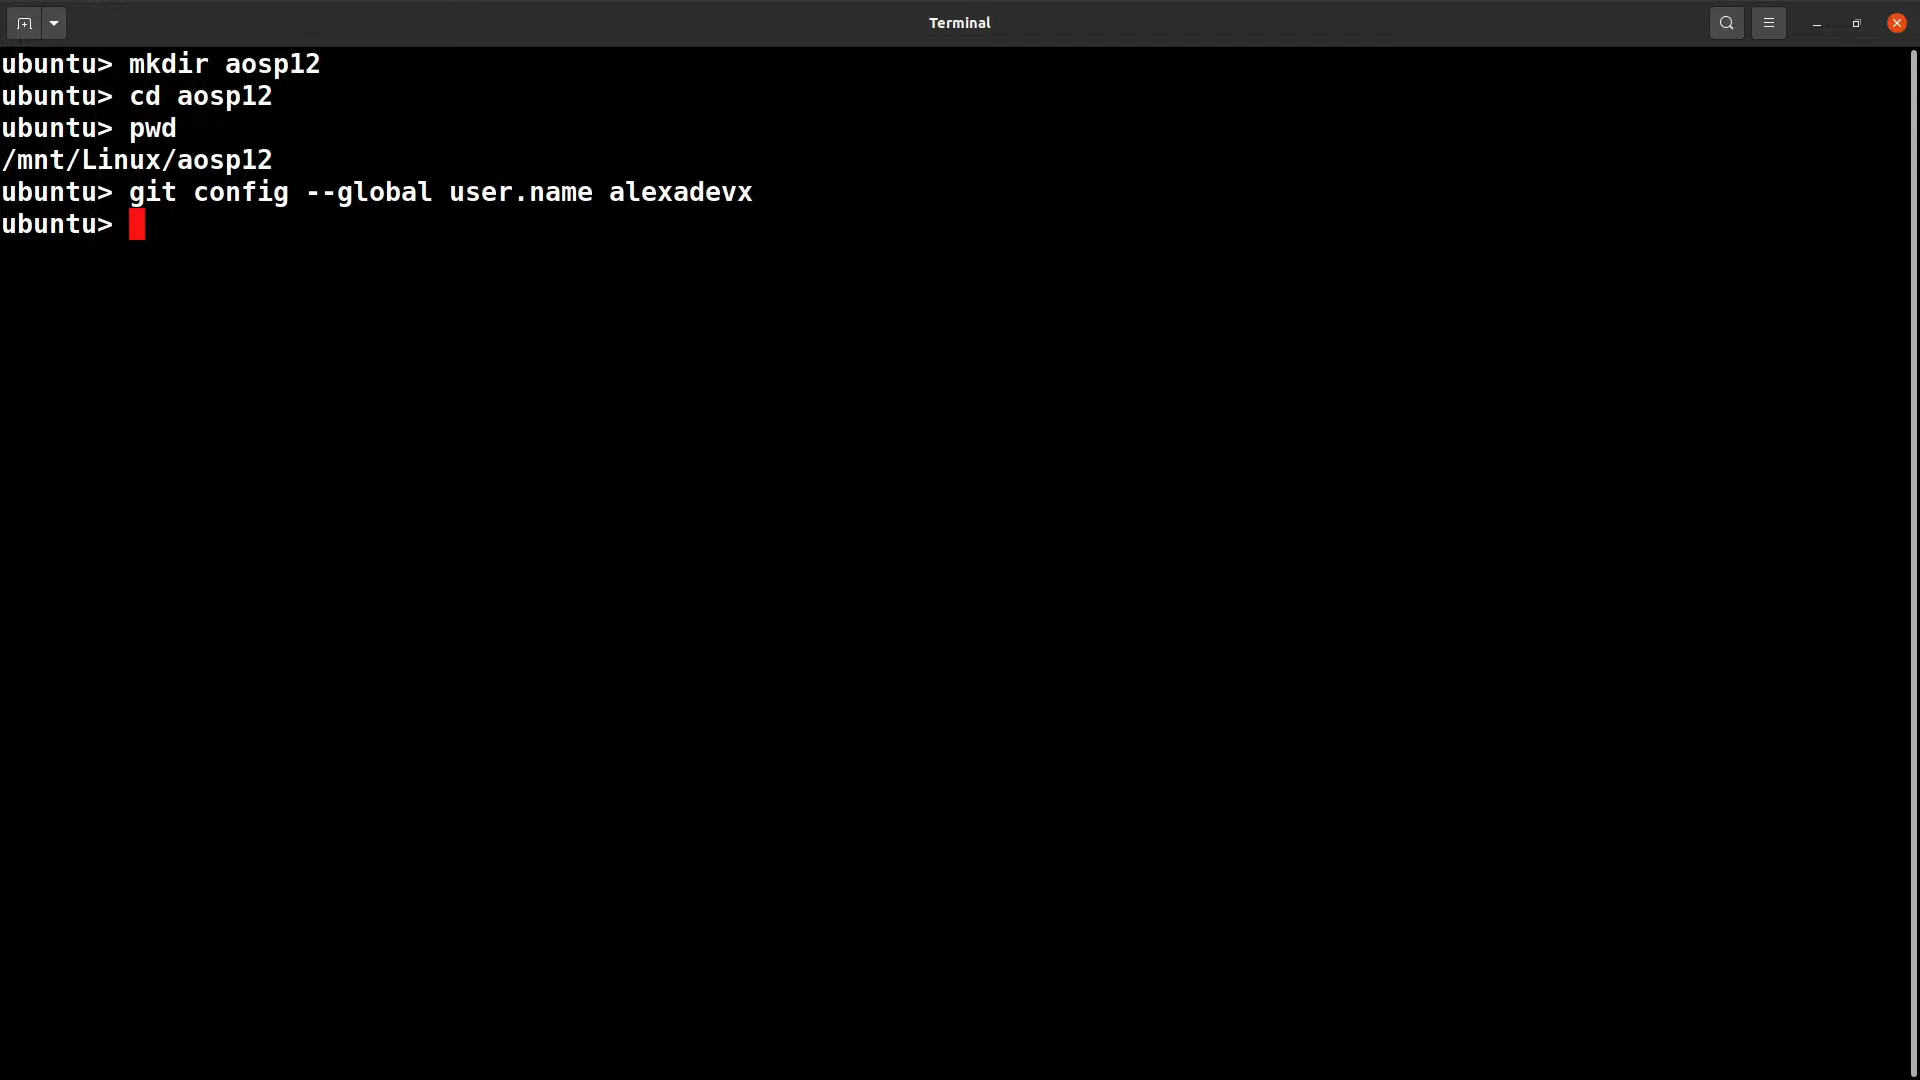 Terminal
ubuntu> mkdir aosp12
ubuntu> cd aosp12
ubuntu> pwd
/mnt/Linux/aosp12
ubuntu> git config --global user.name alexadevx
ubuntu>